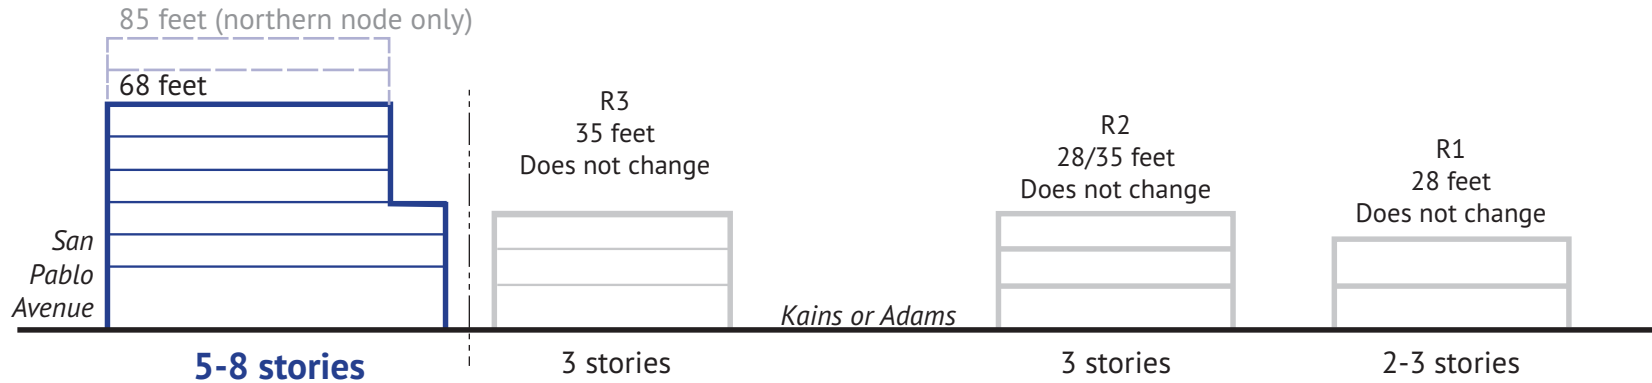 85 feet (northern node only)
68 feet
San
Pablo
Avenue
5-8 stories
R3
35 feet
Does not change
3 stories
Kains or Adams
R2
28/35 feet
Does not change
3 stories
R1
28 feet
Does not change
2-3 stories